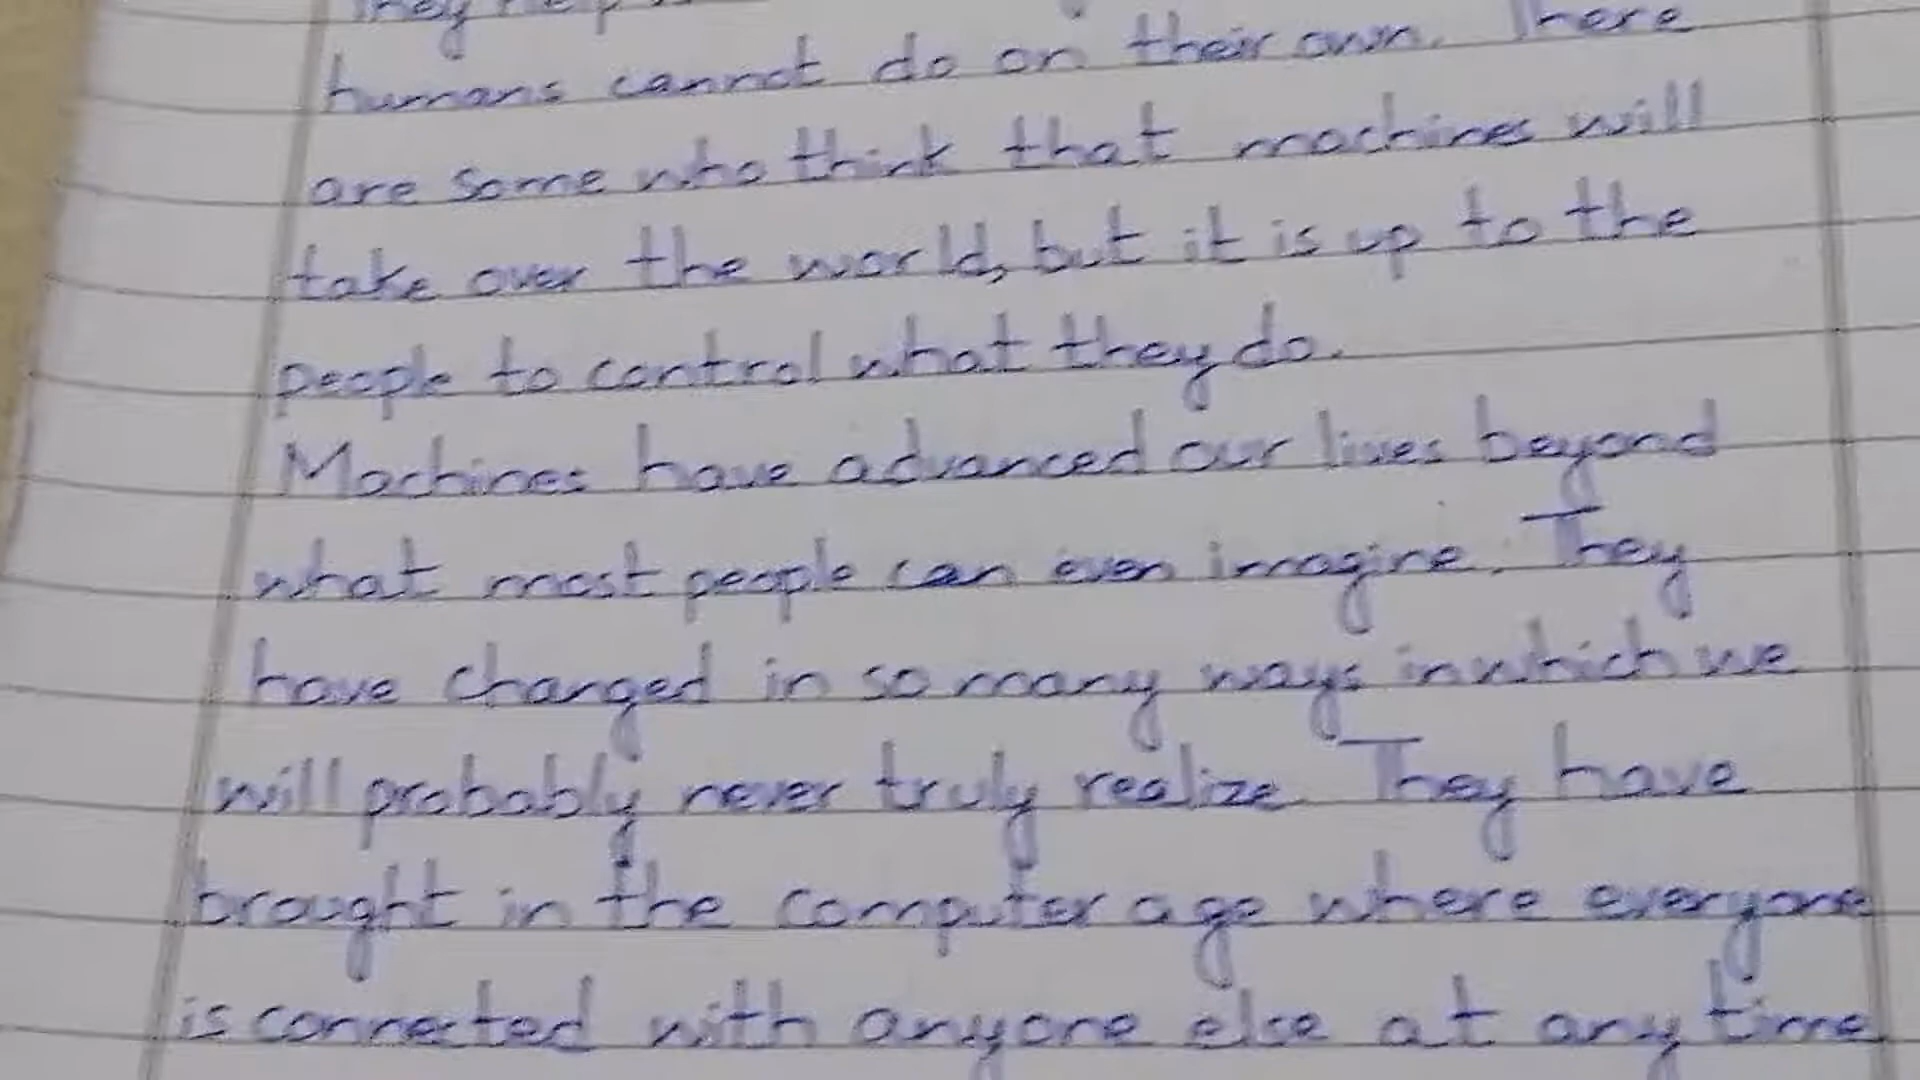 They help
humans cannot do on their own. There
are some who think that machines will
take over the world, but it is up to the
people to control what they do.
Machines have advanced our lives beyond
what most people can even imagine. They
have changed in so many ways in which we
will probably never truly realize. They have
brought in the computer age where everyone
is connected with anyone else at any time